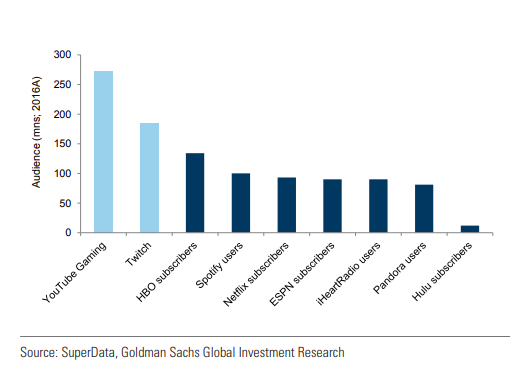 Audience (mns; 2016A)
300
250
200
150
100
50
0
YouTube Gaming
Twitch
HBO subscribers
Spotify users
Netflix subscribers
ESPN subscribers
iHeartRadio users
Pandora users
Hulu subscribers
Source: SuperData, Goldman Sachs Global Investment Research